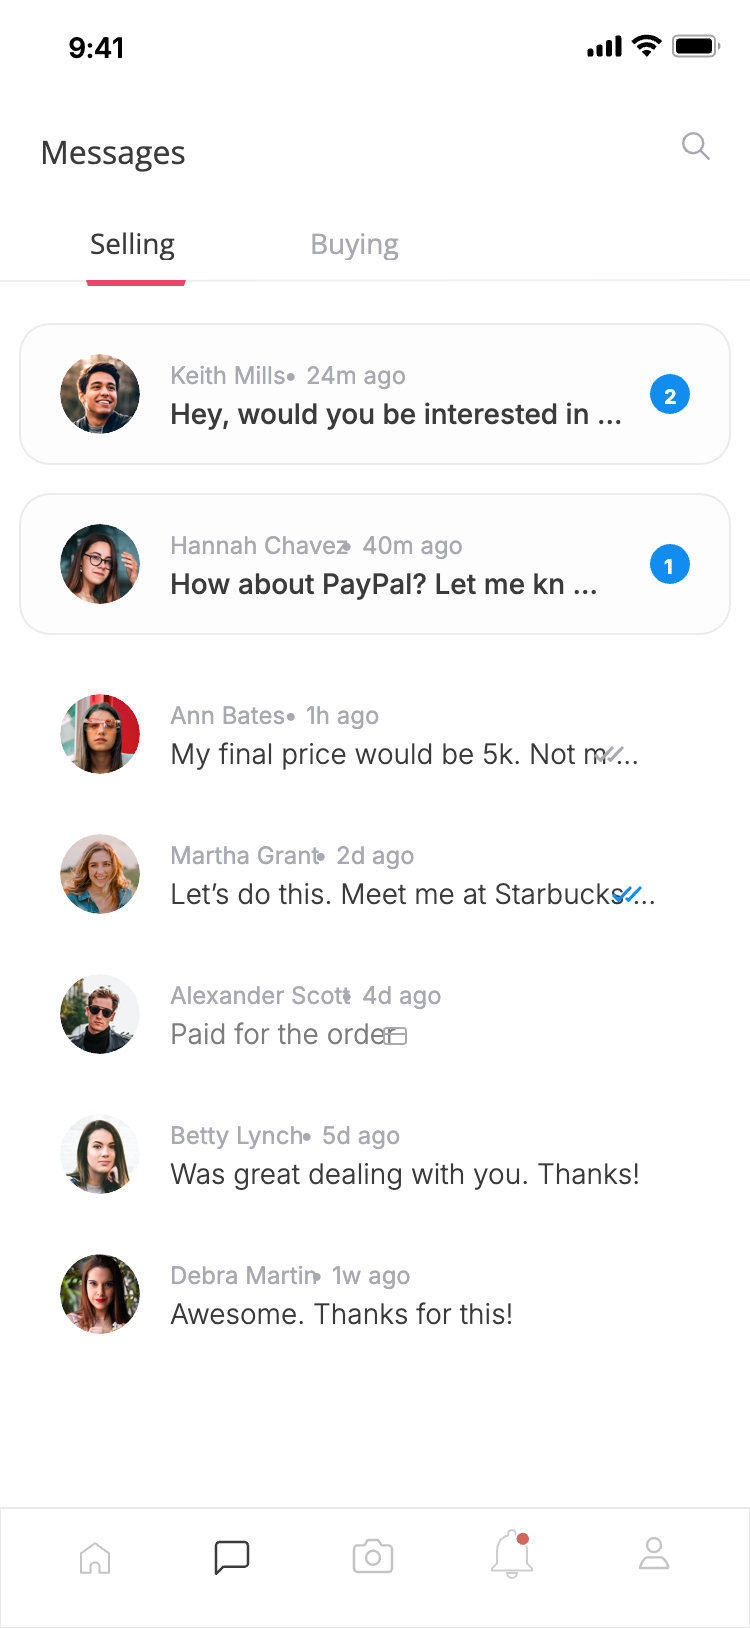 9:41
Messages
Selling
Buying
Keith Mills • 24m ago
Hey, would you be interested in ...
2
Hannah Chavez • 40m ago
How about PayPal? Let me kn ...
1
Ann Bates • 1h ago
My final price would be 5k. Not m ...
Martha Grant • 2d ago
Let’s do this. Meet me at Starbucks ...
Alexander Scott • 4d ago
Paid for the order
Betty Lynch • 5d ago
Was great dealing with you. Thanks!
Debra Martin • 1w ago
Awesome. Thanks for this!